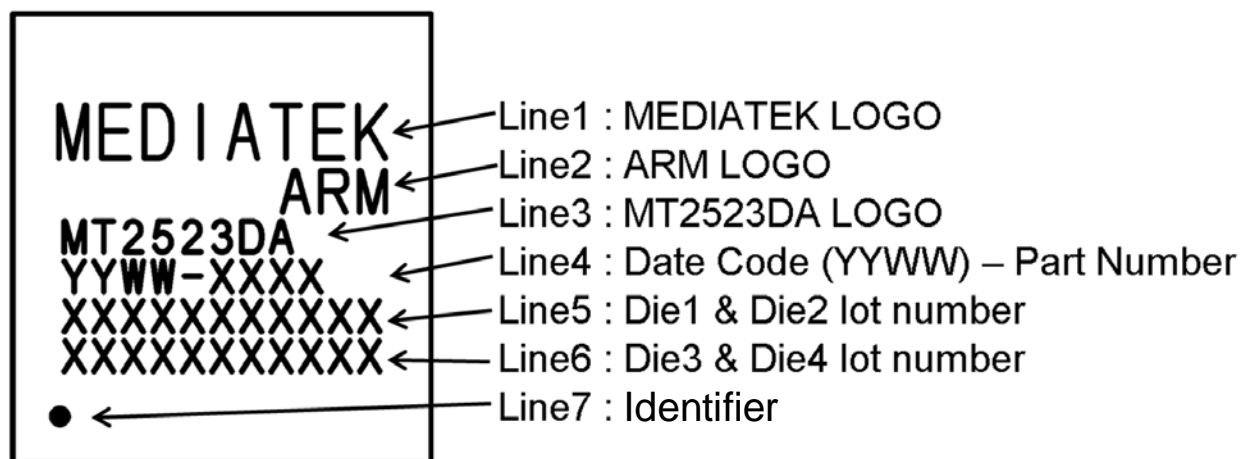 MEDIATEK
ARM
MT2523DA
YYWW-XXXX
XXXXXXXXXXX
XXXXXXXXXXX
Line1 : MEDIATEK LOGO
Line2 : ARM LOGO
Line3 : MT2523DA LOGO
Line4 : Date Code (YYWW) – Part Number
Line5 : Die1 & Die2 lot number
Line6 : Die3 & Die4 lot number
Line7 : Identifier